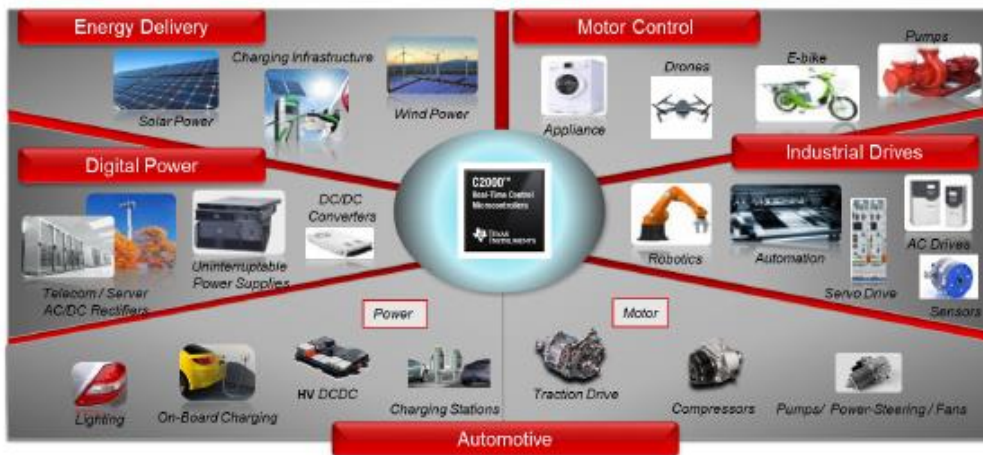 Energy Delivery
Solar Power
Charging Infrastructure
Wind Power
Motor Control
Appliance
Drones
E-bike
Pumps
Digital Power
Telecom / Server
AC/DC Rectifiers
Uninterruptable
Power Supplies
DC/DC
Converters
C2000™
Real-Time Control
Microcontrollers
TEXAS
INSTRUMENTS
Industrial Drives
Robotics
Automation
Servo Drive
AC Drives
Sensors
Power
Motor
Lighting
On-Board Charging
HV DCDC
Charging Stations
Traction Drive
Compressors
Pumps/ Power-Steering / Fans
Automotive